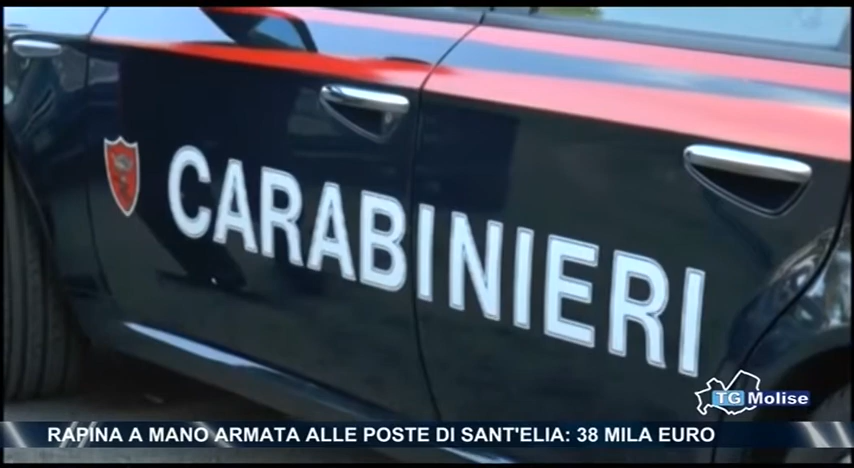 CARABINIERI
TG Molise
RAPINA A MANO ARMATA ALLE POSTE DI SANT'ELIA: 38 MILA EURO